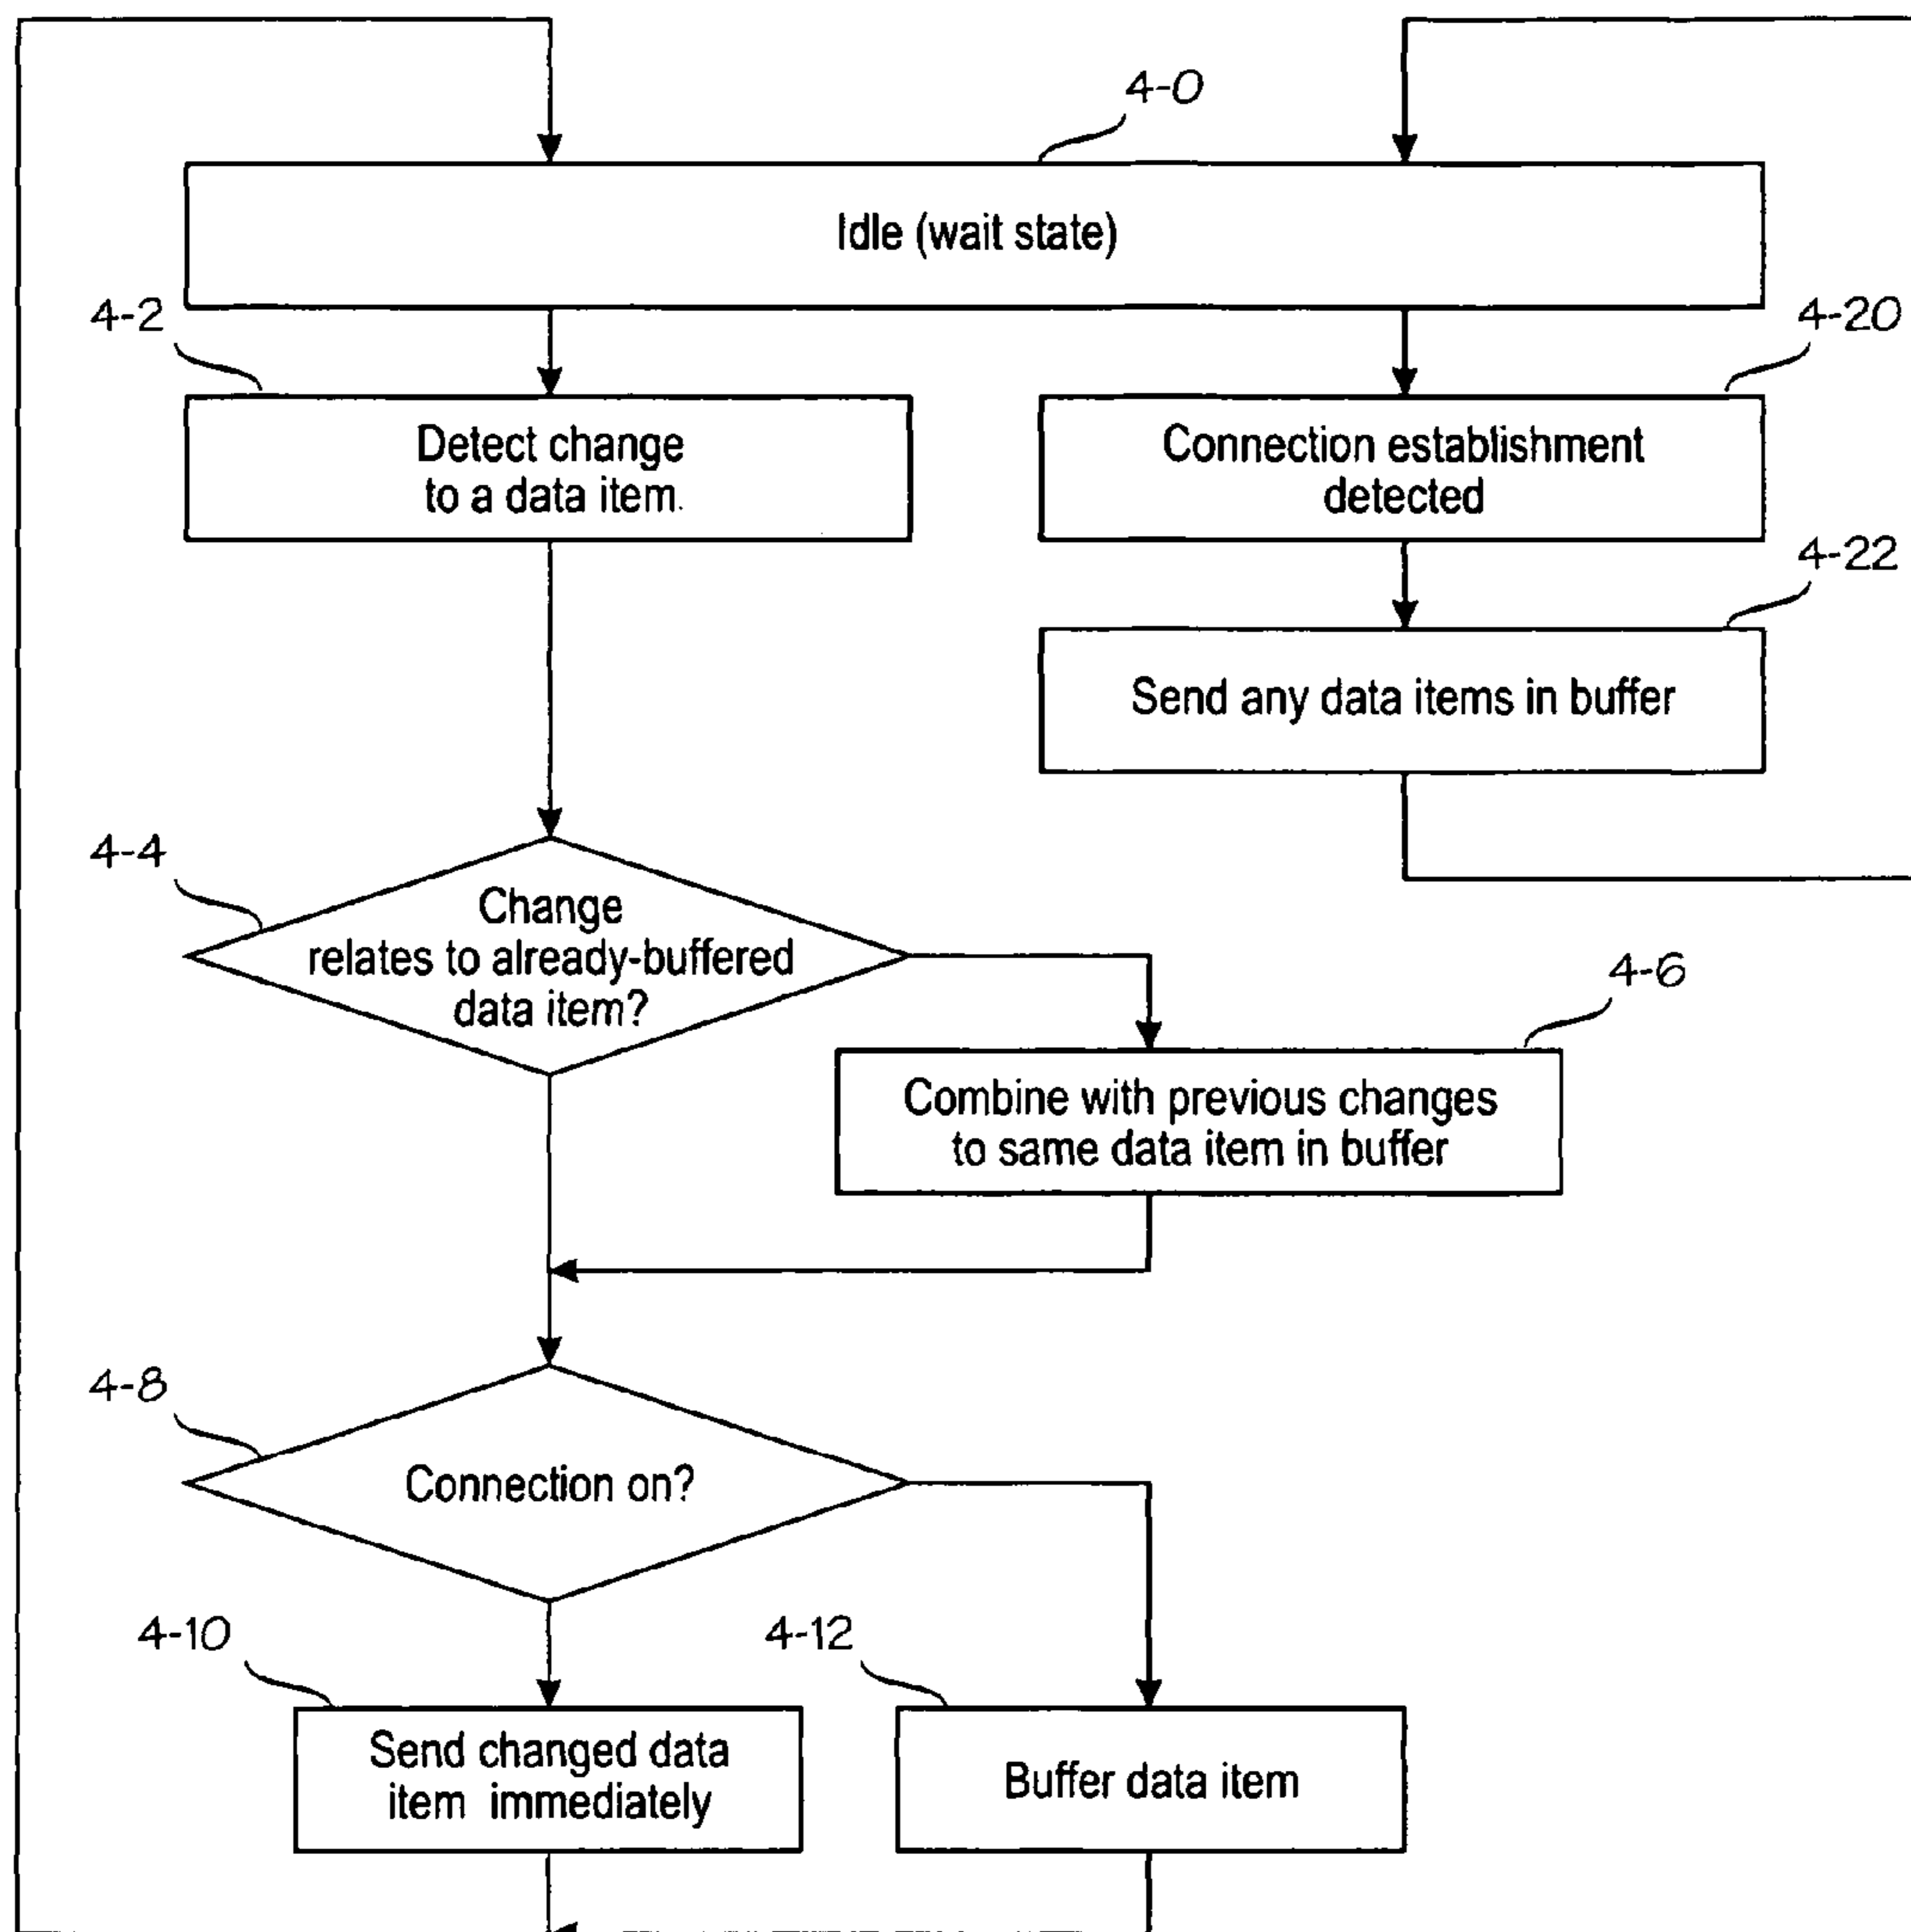 4-0
Idle (wait state)
4-2
4-20
Detect change
to a data item.
Connection establishment
detected
4-22
Send any data items in buffer
4-4
Change
relates to already-buffered
data item?
4-6
Combine with previous changes
to same data item in buffer
4-8
Connection on?
4-10
4-12
Send changed data
item immediately
Buffer data item